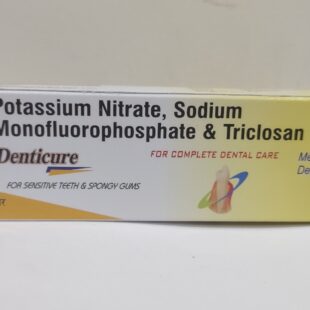 Potassium Nitrate, Sodium
Monofluorophosphate & Triclosan
Denticure
FOR COMPLETE DENTAL CARE
FOR SENSITIVE TEETH & SPONGY GUMS